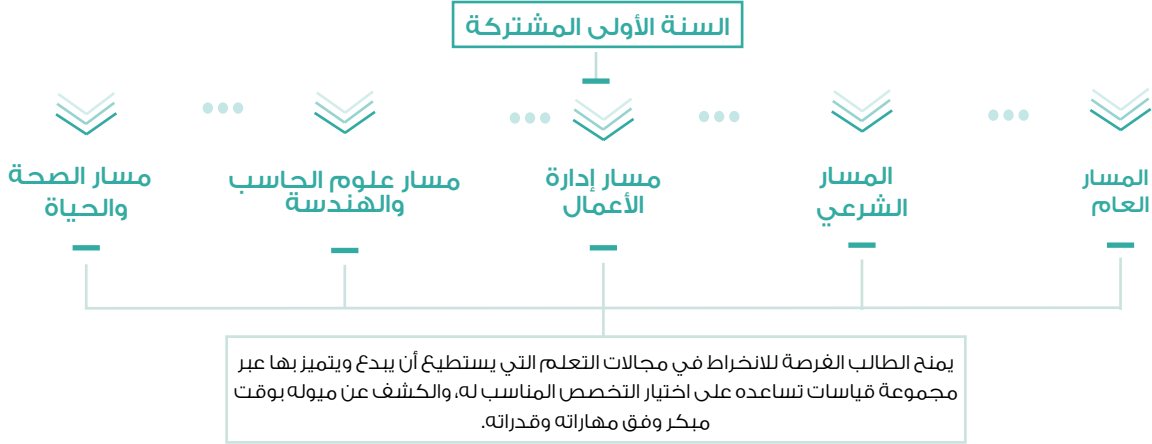 السنة الأولى المشتركة
المسار
العام
المسار
الشرعي
مسار إدارة
الأعمال
مسار علوم الحاسب
والهندسة
مسار الصحة
والحياة
يمنح الطالب الفرصة للانخراط في مجالات التعلم التي يستطيع أن يبدع ويتميز بها عبر
مجموعة قياسات تساعده على اختيار التخصص المناسب له، والكشف عن ميوله بوقت
مبكر وفق مهاراته وقدراته.